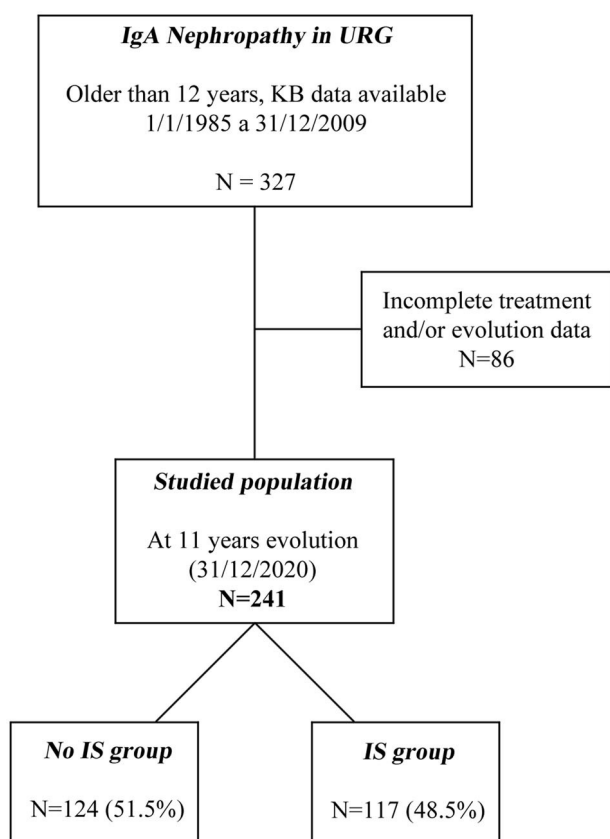 IgA Nephropathy in URG
Older than 12 years, KB data available
1/1/1985 a 31/12/2009
N = 327
Incomplete treatment
and/or evolution data
N=86
Studied population
At 11 years evolution
(31/12/2020)
N=241
No IS group
N=124 (51.5%)
IS group
N=117 (48.5%)